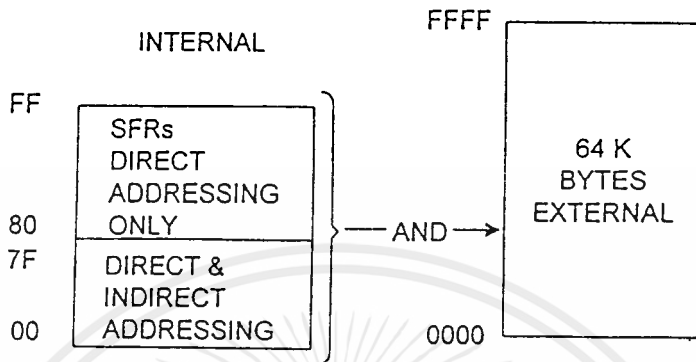 INTERNAL
FF
SFRs
DIRECT
ADDRESSING
80 ONLY
7F DIRECT &
INDIRECT
00 ADDRESSING
AND
FFFF
64 K
BYTES
EXTERNAL
0000